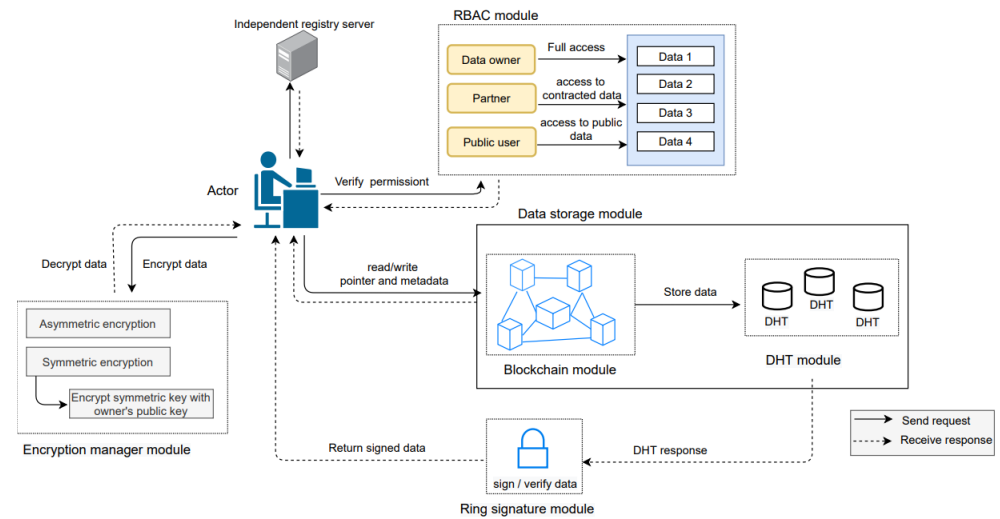 Independent registry server
RBAC module
Data owner
Full access
Data 1
Data 2
Partner
access to
contracted data
Data 3
Public user
access to public
data
Data 4
Actor
Verify permissiont
Data storage module
Decrypt data
Encrypt data
read/write
pointer and metadata
Store data
DHT
DHT
DHT
Blockchain module
DHT module
Asymmetric encryption
Symmetric encryption
Encrypt symmetric key with
owner's public key
Encryption manager module
Return signed data
DHT response
sign / verify data
Ring signature module
Send request
Receive response